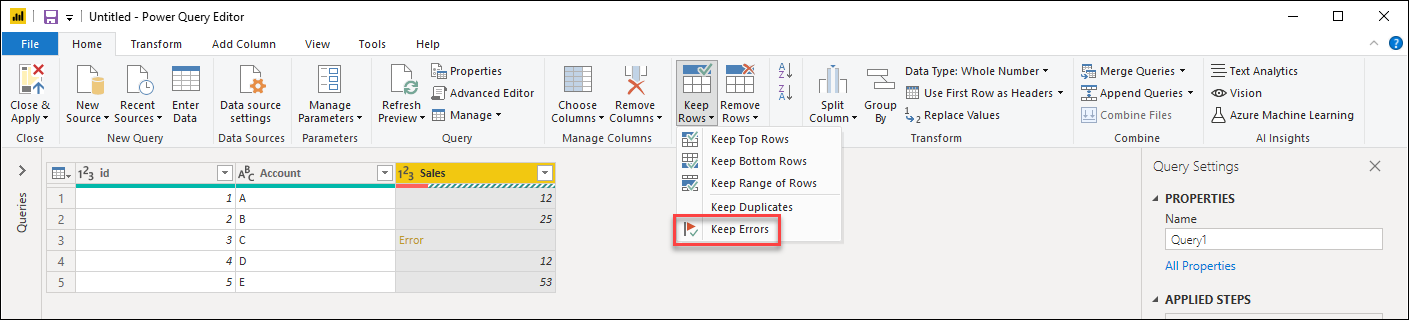 Untitled - Power Query Editor
File Home Transform Add Column View Tools Help
Close & Apply
New Source
Recent Sources
Enter Data
Data source settings
Manage Parameters
Refresh Preview
Properties
Advanced Editor
Manage
Choose Columns
Remove Columns
Keep Rows
Remove Rows
A
Z
Z
A
Split Column
Group By
Data Type: Whole Number
Use First Row as Headers
1
2
Replace Values
Merge Queries
Append Queries
Combine Files
Text Analytics
Vision
Azure Machine Learning
Close New Query Data Sources Parameters Query Manage Columns Transform Combine AI Insights
Keep Top Rows
Keep Bottom Rows
Keep Range of Rows
Keep Duplicates
Keep Errors
Queries
123 id ABC Account 123 Sales
1 1 A 12
2 2 B 25
3 3 C Error
4 4 D 12
5 5 E 53
Query Settings
PROPERTIES
Name
Query1
All Properties
APPLIED STEPS